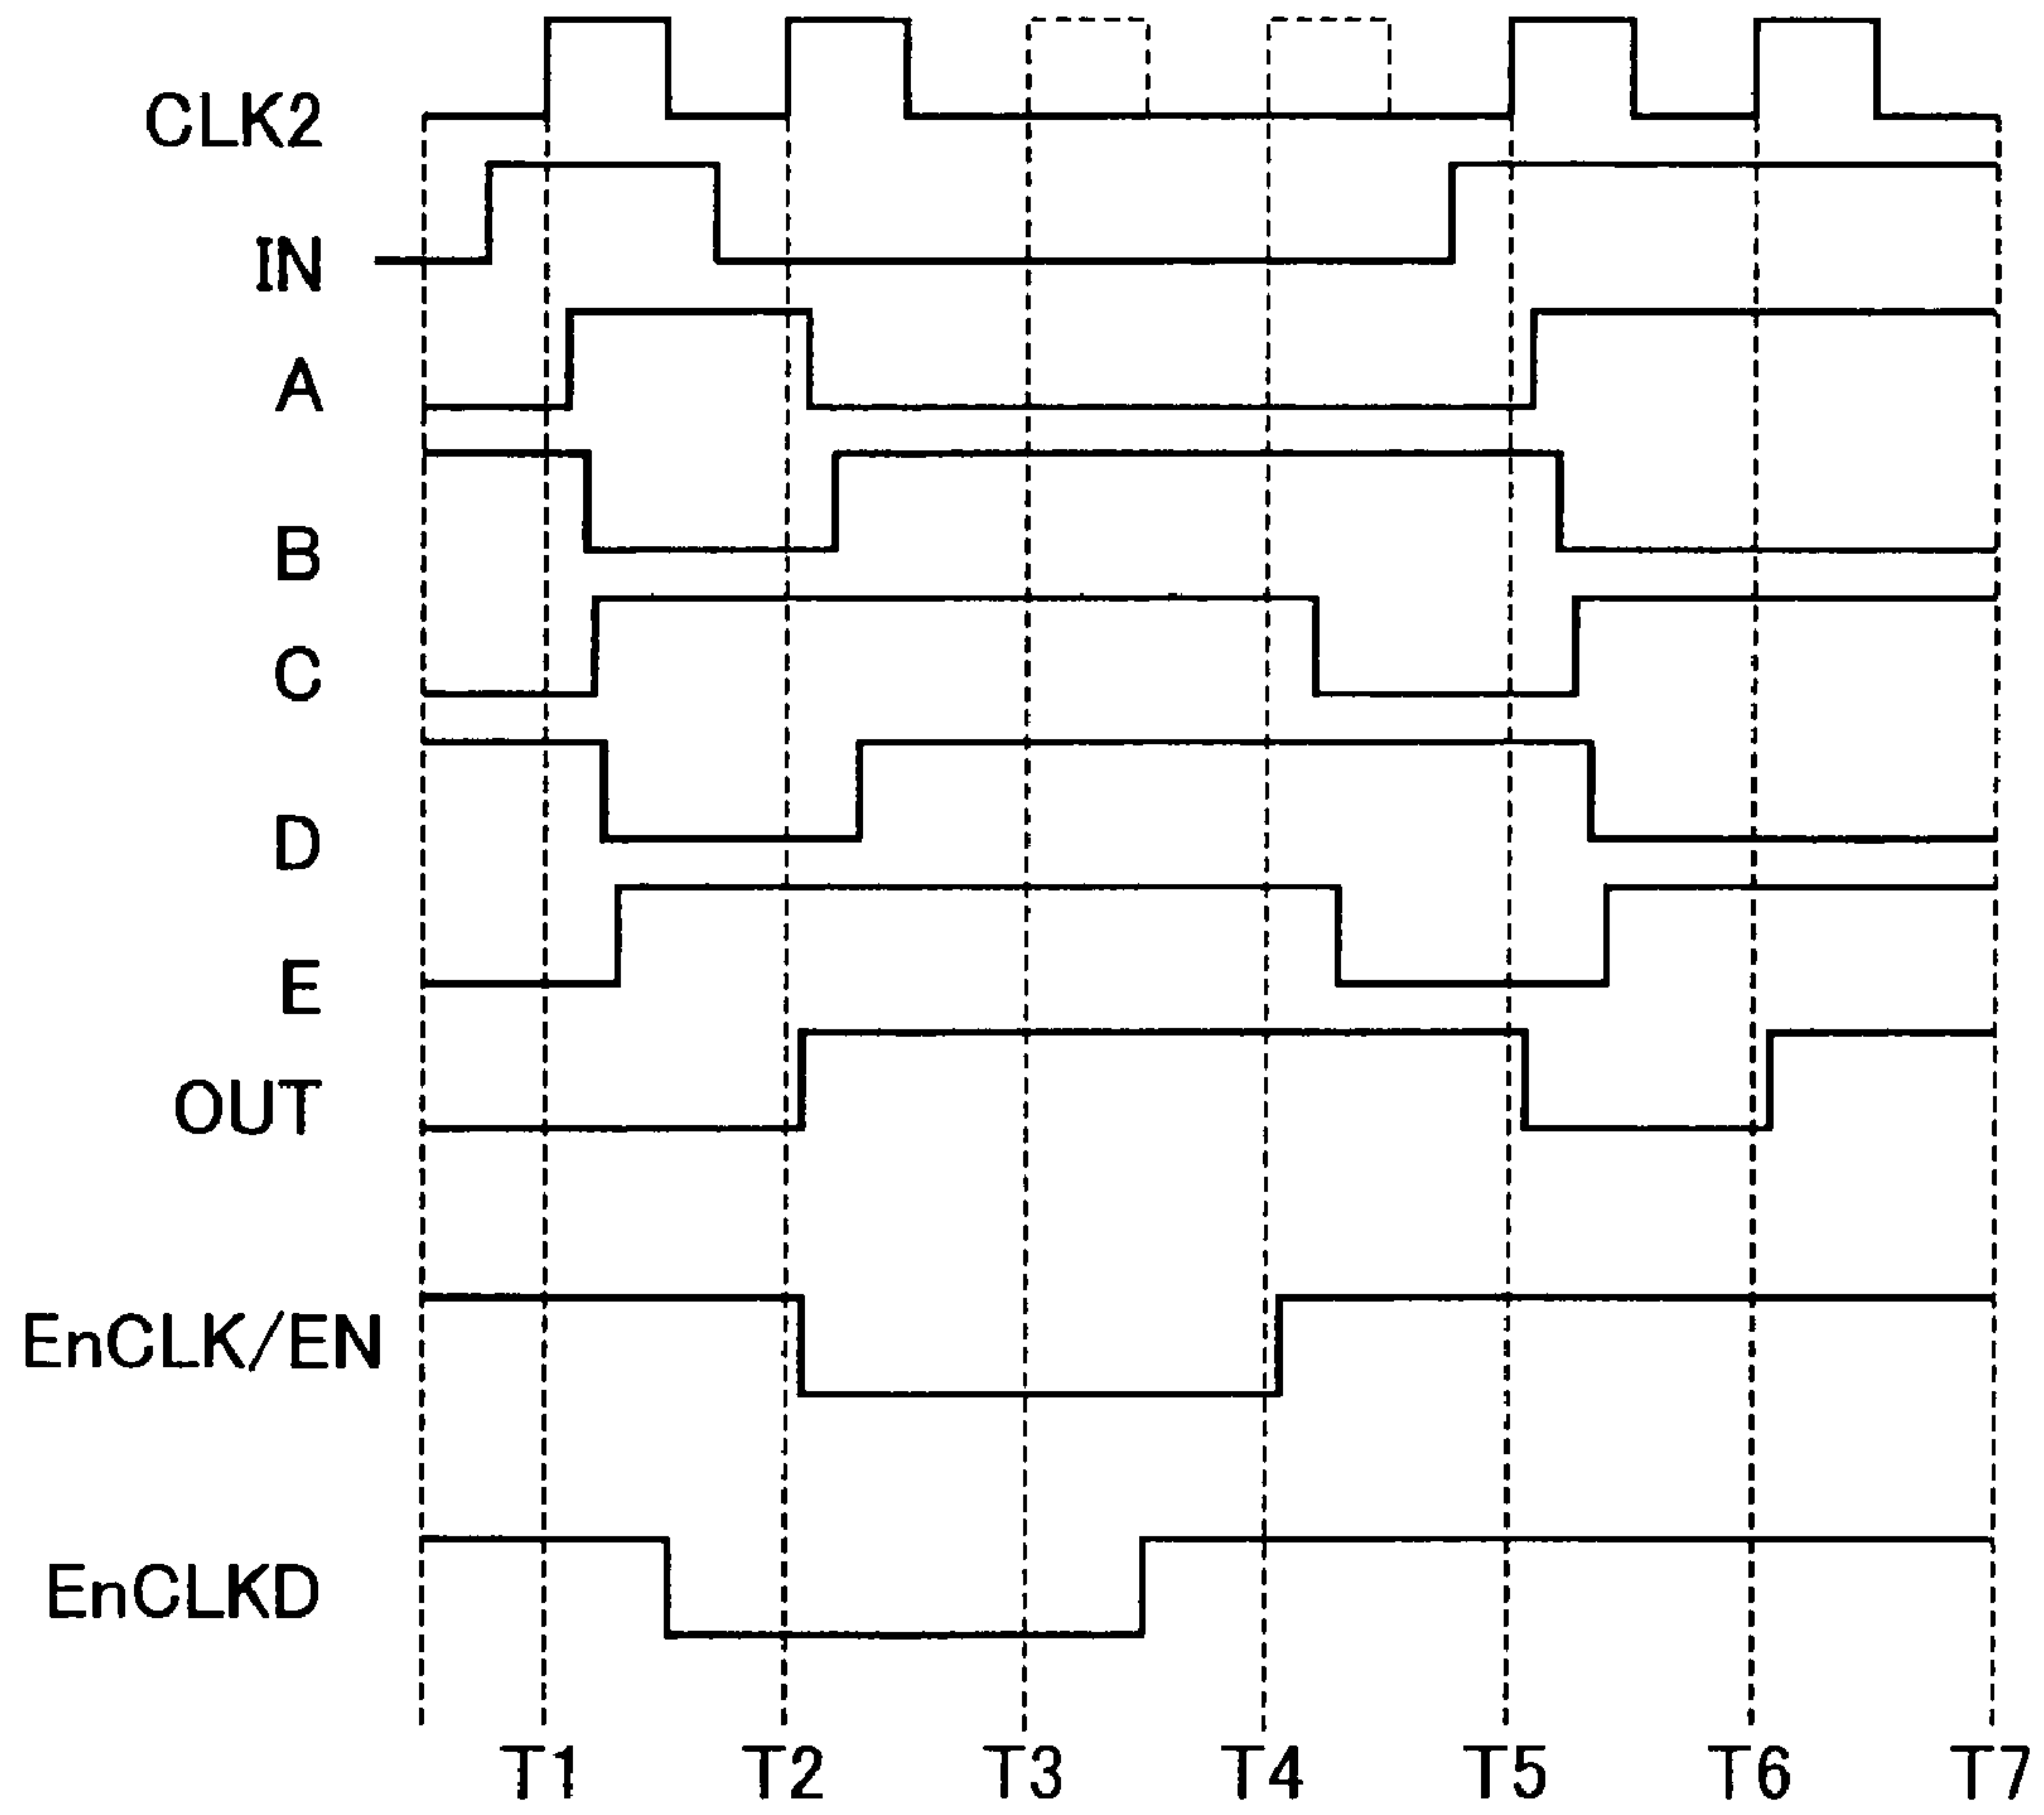 CLK2
IN
A
B
C
D
E
OUT
EnCLK/EN
EnCLKD
T1 T2 T3 T4 T5 T6 T7